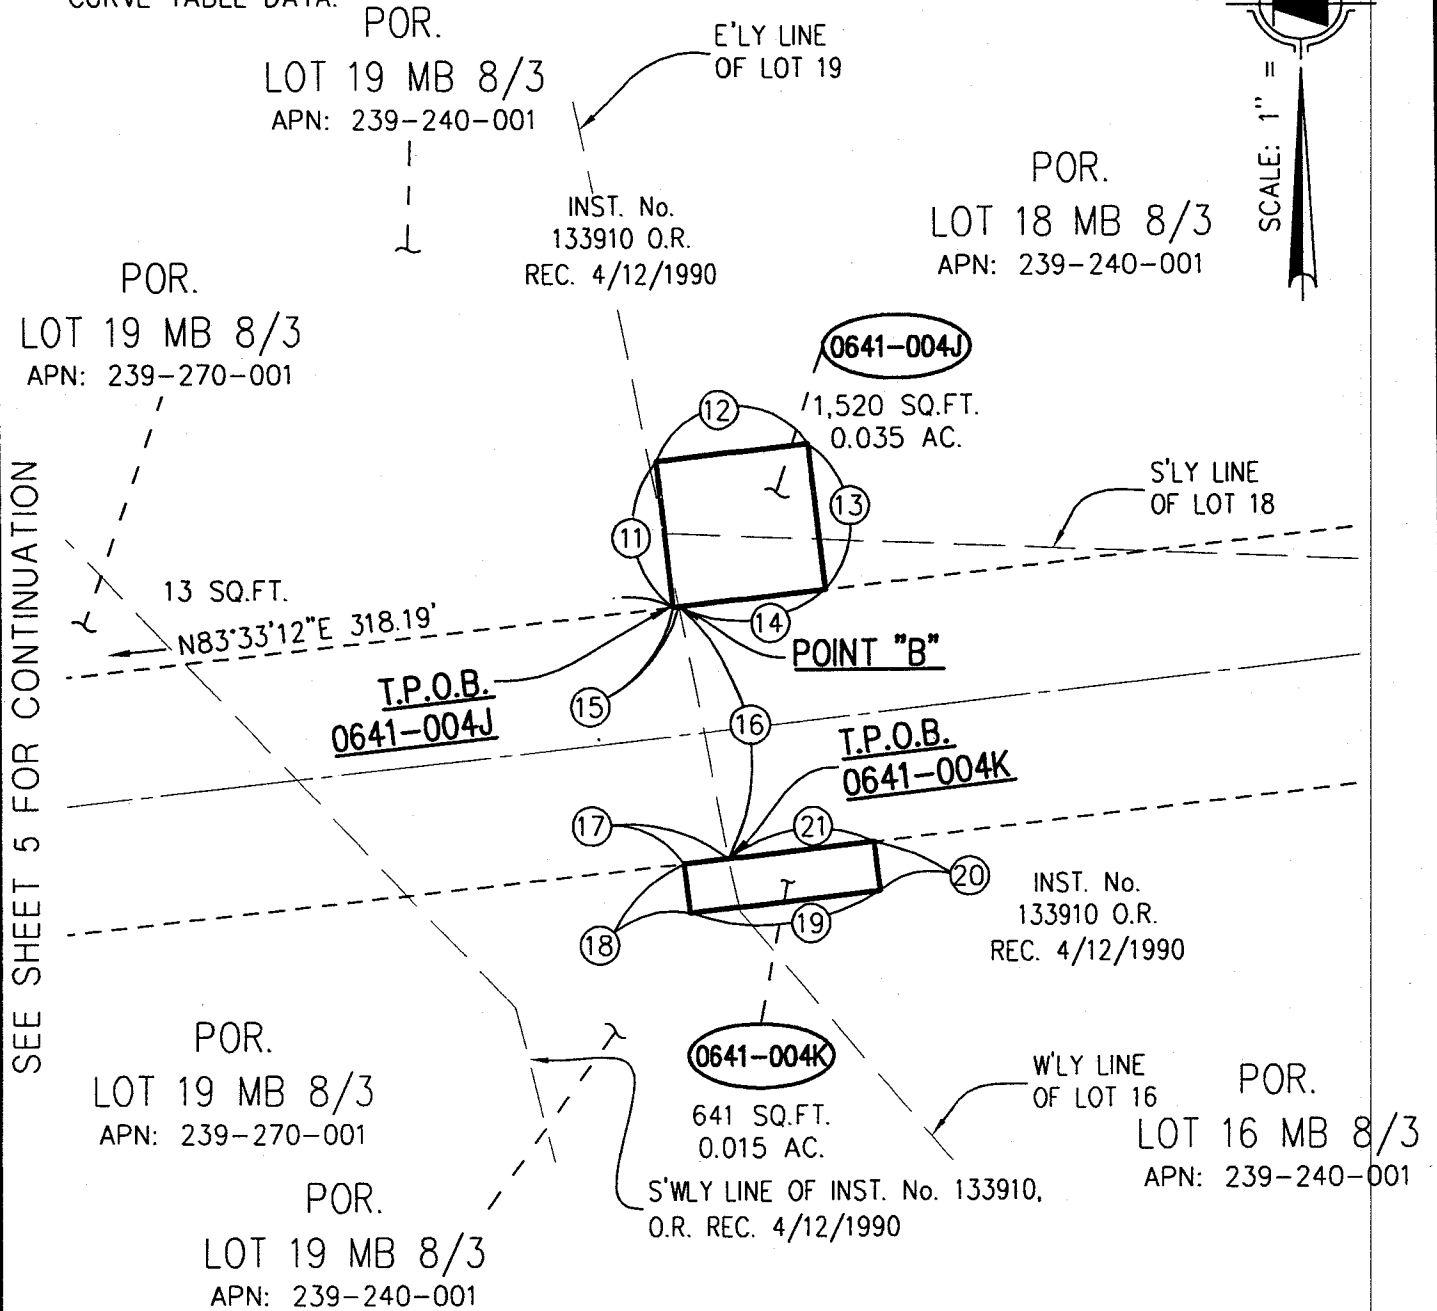 CURVE TABLE DATA.
POR.
LOT 19 MB 8/3
APN: 239-240-001
E'LY LINE
OF LOT 19
SCALE: 1" =
INST. No.
133910 O.R.
REC. 4/12/1990
POR.
LOT 18 MB 8/3
APN: 239-240-001
POR.
LOT 19 MB 8/3
APN: 239-270-001
0641-004J
1,520 SQ.FT.
0.035 AC.
12
13
11
14
S'LY LINE
OF LOT 18
SEE SHEET 5 FOR CONTINUATION
13 SQ.FT.
N83°33'12"E 318.19'
POINT "B"
T.P.O.B.
0641-004J
15
16
T.P.O.B.
0641-004K
17
21
20
18
19
INST. No.
133910 O.R.
REC. 4/12/1990
POR.
LOT 19 MB 8/3
APN: 239-270-001
0641-004K
641 SQ.FT.
0.015 AC.
W'LY LINE
OF LOT 16
POR.
LOT 16 MB 8/3
APN: 239-240-001
S'WLY LINE OF INST. No. 133910,
O.R. REC. 4/12/1990
POR.
LOT 19 MB 8/3
APN: 239-240-001